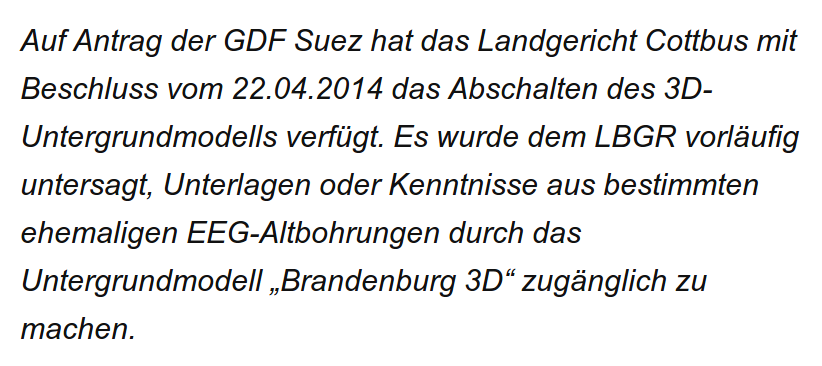 Auf Antrag der GDF Suez hat das Landgericht Cottbus mit
Beschluss vom 22.04.2014 das Abschalten des 3D-
Untergrundmodells verfügt. Es wurde dem LBGR vorläufig
untersagt, Unterlagen oder Kenntnisse aus bestimmten
ehemaligen EEG-Altbohrungen durch das
Untergrundmodell „Brandenburg 3D“ zugänglich zu
machen.